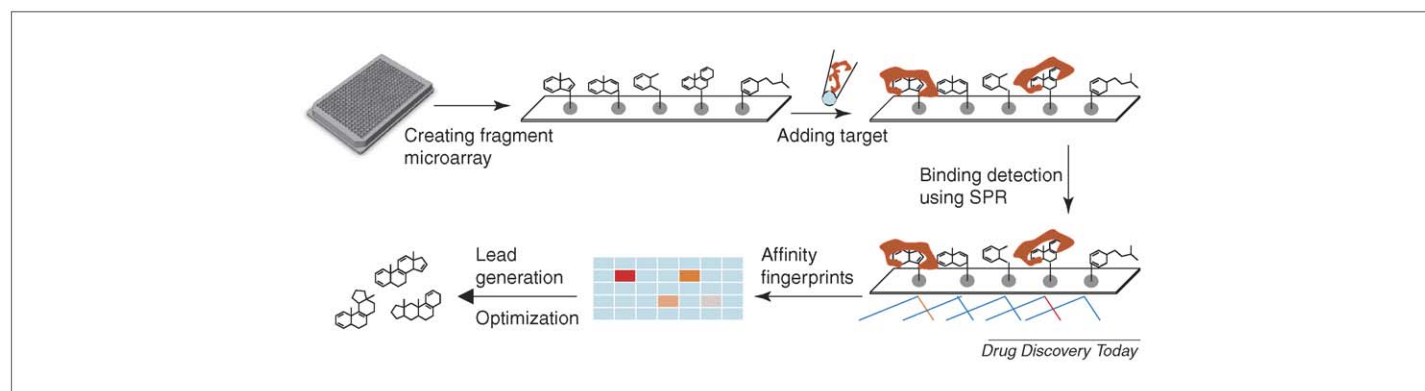 Creating fragment
microarray
Adding target
Binding detection
using SPR
Affinity
fingerprints
Lead
generation
Optimization
Drug Discovery Today